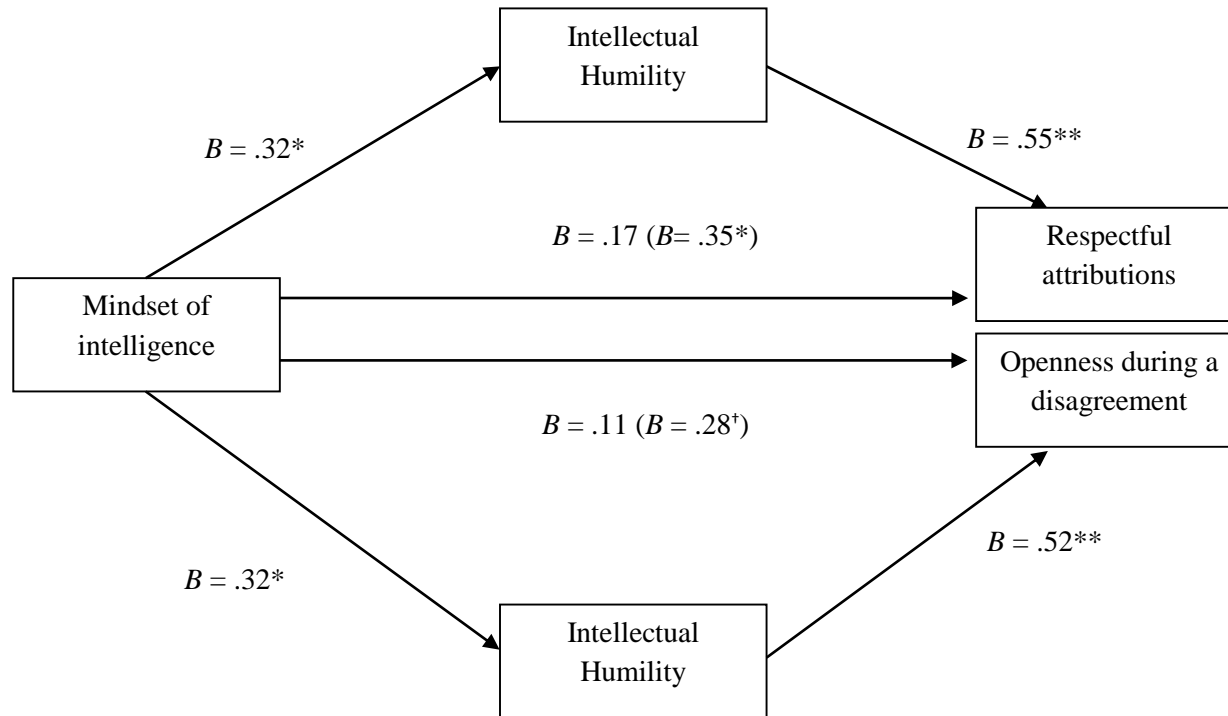 Intellectual
Humility
B = .32*
B = .55**
B = .17 (B= .35*)
Respectful
attributions
Mindset of
intelligence
Openness during a
disagreement
B = .11 (B = .28†)
B = .52**
B = .32*
Intellectual
Humility